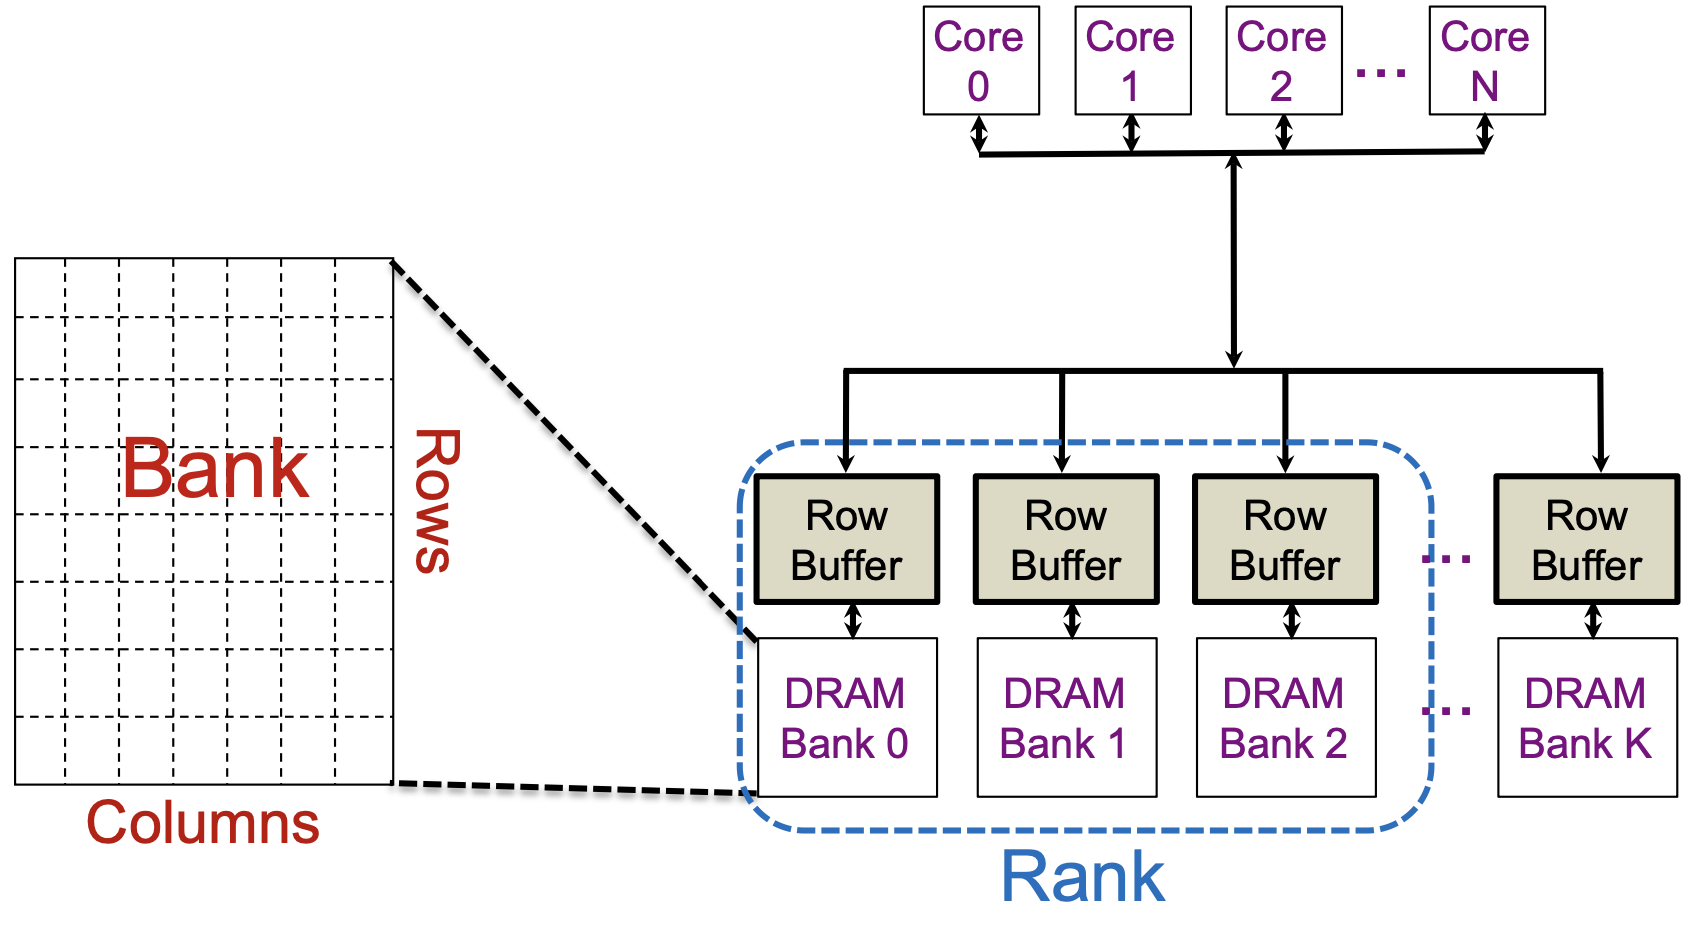 Core
0
Core
1
Core
2
...
Core
N
Bank
Rows
Columns
Row
Buffer
Row
Buffer
Row
Buffer
...
Row
Buffer
DRAM
Bank 0
DRAM
Bank 1
DRAM
Bank 2
...
DRAM
Bank K
Rank